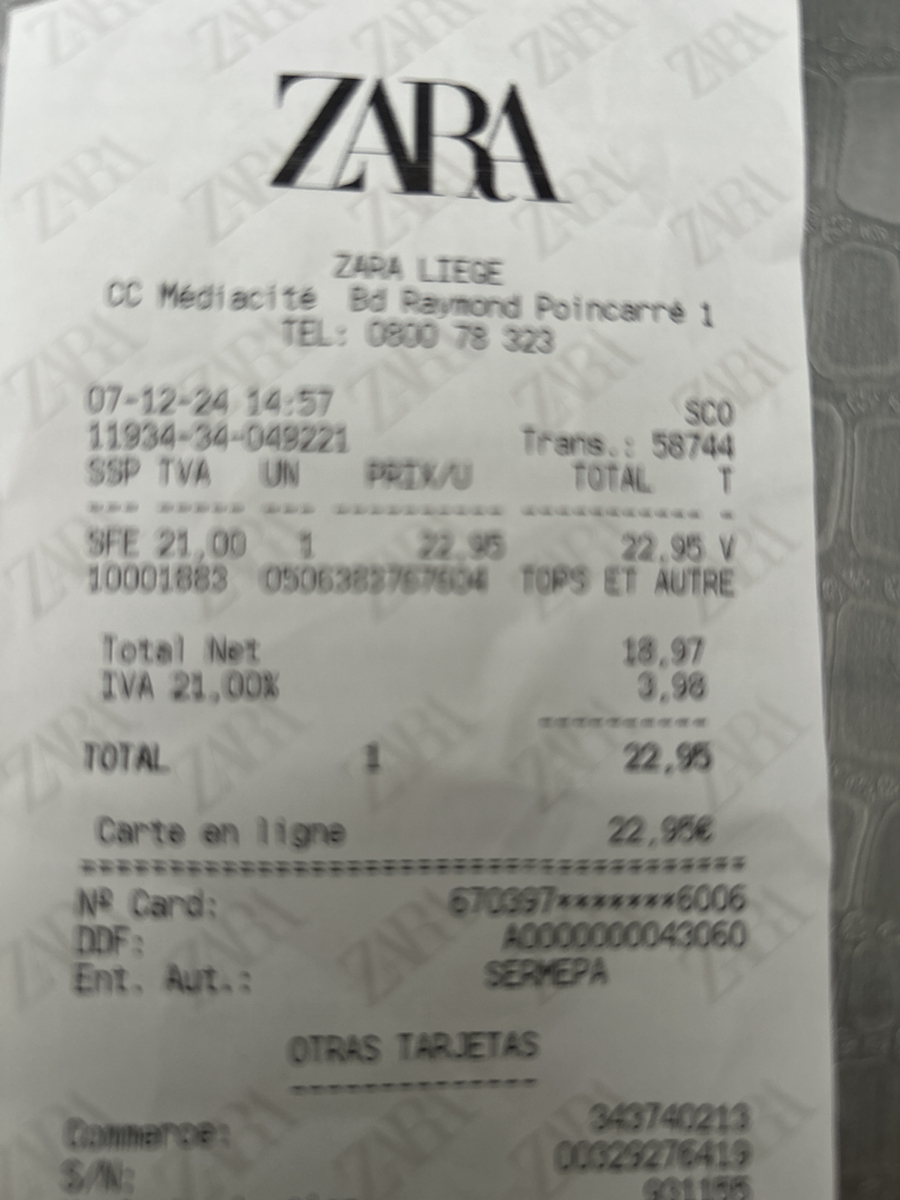 ZARA
ZARA LIEGE
CC Médiacité Bd Raymond Poincarré 1
TEL: 0800 78 323
07-12-24 14:57 SCO
11934-34-049221 Trans.: 58744
SSP TVA UN PRIX/U TOTAL T
SFE 21,00 1 22,95 22,95 V
10001883 TOPS ET AUTRE
Total Net 18,97
IVA 21,00% 3,98
TOTAL 1 22,95
Carte en ligne 22,95€
Nº Card: 670397*******6006
DDF: A0000000043060
Ent. Aut.: SERMEPA
OTRAS TARJETAS
Commerce: 343740213
S/N: 00329276419